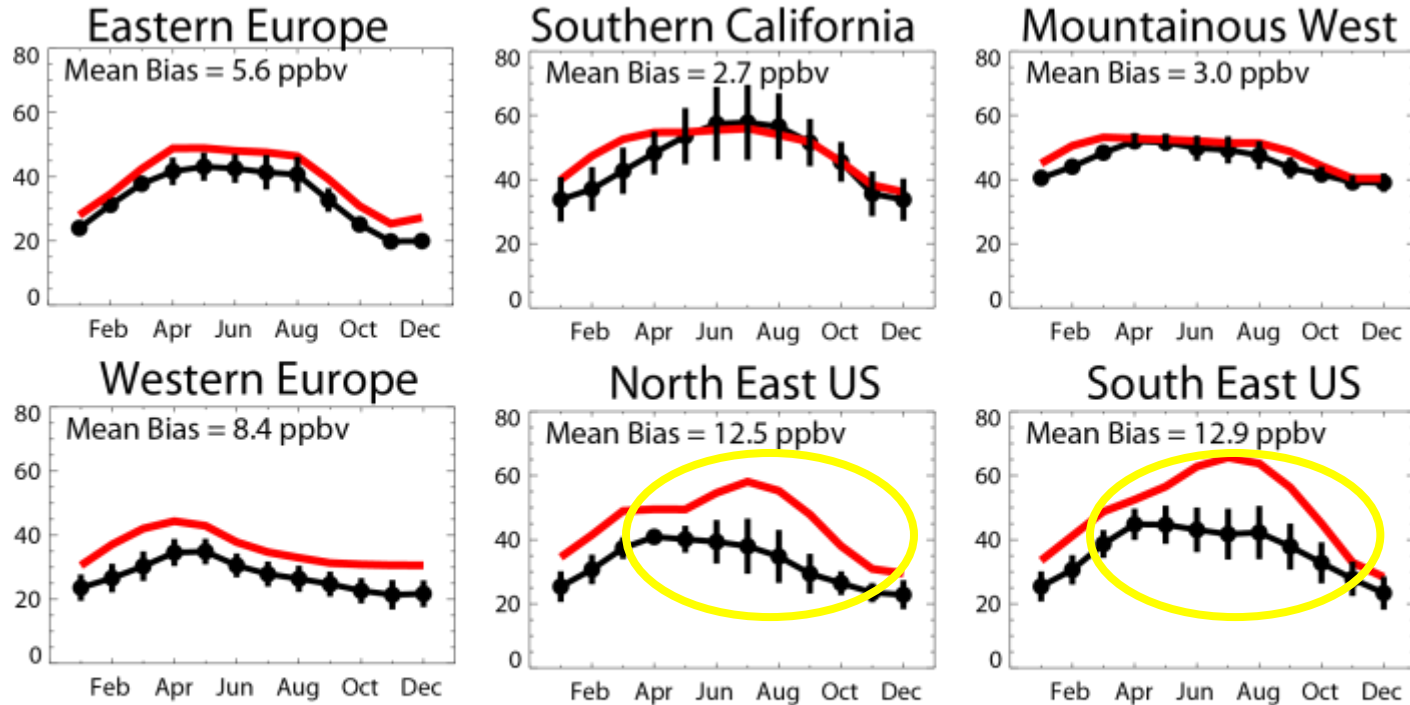 Eastern Europe
Mean Bias = 5.6 ppbv
80
60
40
20
0
Feb Apr Jun Aug Oct Dec
Southern California
Mean Bias = 2.7 ppbv
80
60
40
20
0
Feb Apr Jun Aug Oct Dec
Mountainous West
Mean Bias = 3.0 ppbv
80
60
40
20
0
Feb Apr Jun Aug Oct Dec
Western Europe
Mean Bias = 8.4 ppbv
80
60
40
20
0
Feb Apr Jun Aug Oct Dec
North East US
Mean Bias = 12.5 ppbv
80
60
40
20
0
Feb Apr Jun Aug Oct Dec
South East US
Mean Bias = 12.9 ppbv
80
60
40
20
0
Feb Apr Jun Aug Oct Dec